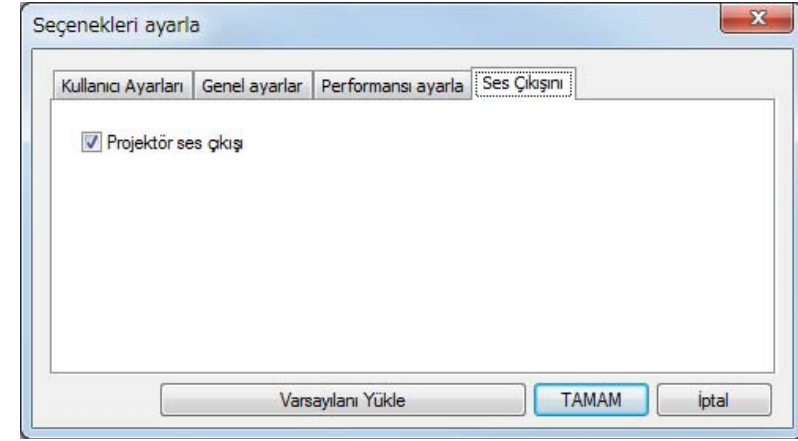 Seçenekleri ayarla
Kullanıcı Ayarları Genel ayarlar Performansı ayarla Ses Çıkışını
Projektör ses çıkışı
Varsayılanı Yükle TAMAM İptal